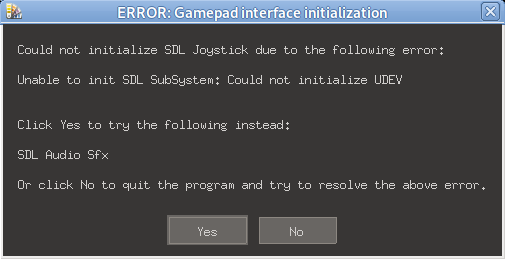 ERROR: Gamepad interface initialization
Could not initialize SDL Joystick due to the following error:
Unable to init SDL SubSystem: Could not initialize UDEV
Click Yes to try the following instead:
SDL Audio Sfx
Or click No to quit the program and try to resolve the above error.
Yes
No